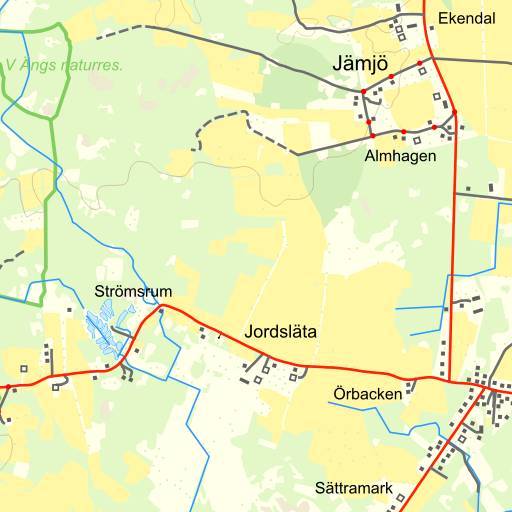 Ekendal
Jämjö
V Ängs naturres.
Almhagen
Strömsrum
Jordsläta
Örbacken
Sättramark